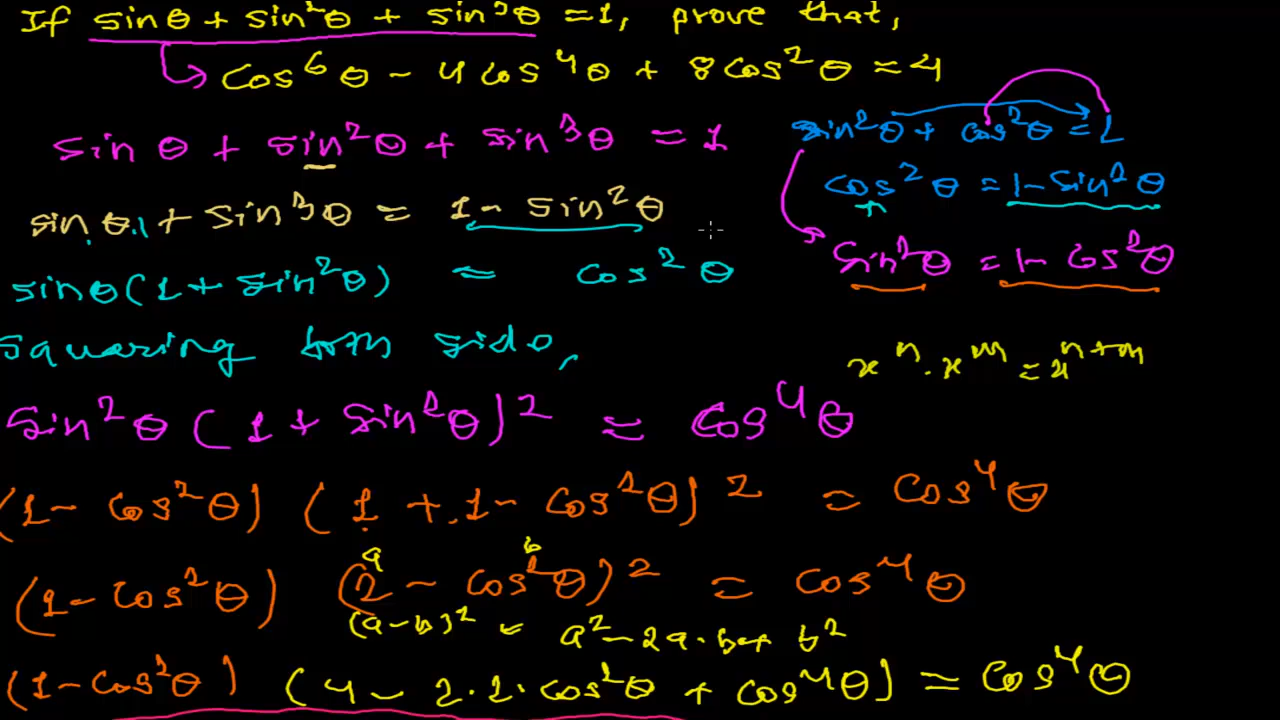 If sinθ + sin²θ + sin³θ = 1, prove that,
cos⁶θ - 4cos⁴θ + 8cos²θ = 4
sinθ + sin²θ + sin³θ = 1
sinθ.1 + sin³θ = 1 - sin²θ
sinθ(1 + sin²θ) = cos²θ
squaring both side,
sin²θ (1 + sin²θ)² = cos⁴θ
(1 - cos²θ) (1 + 1 - cos²θ)² = cos⁴θ
a b
(1 - cos²θ) (2 - cos²θ)² = cos⁴θ
(a - b)² = a² - 2a.b + b²
(1 - cos²θ) (4 - 2.2.cos²θ + cos⁴θ) = cos⁴θ
sin²θ + cos²θ = 1
cos²θ = 1 - sin²θ
sin²θ = 1 - cos²θ
xⁿ.xᵐ = xⁿ⁺ᵐ